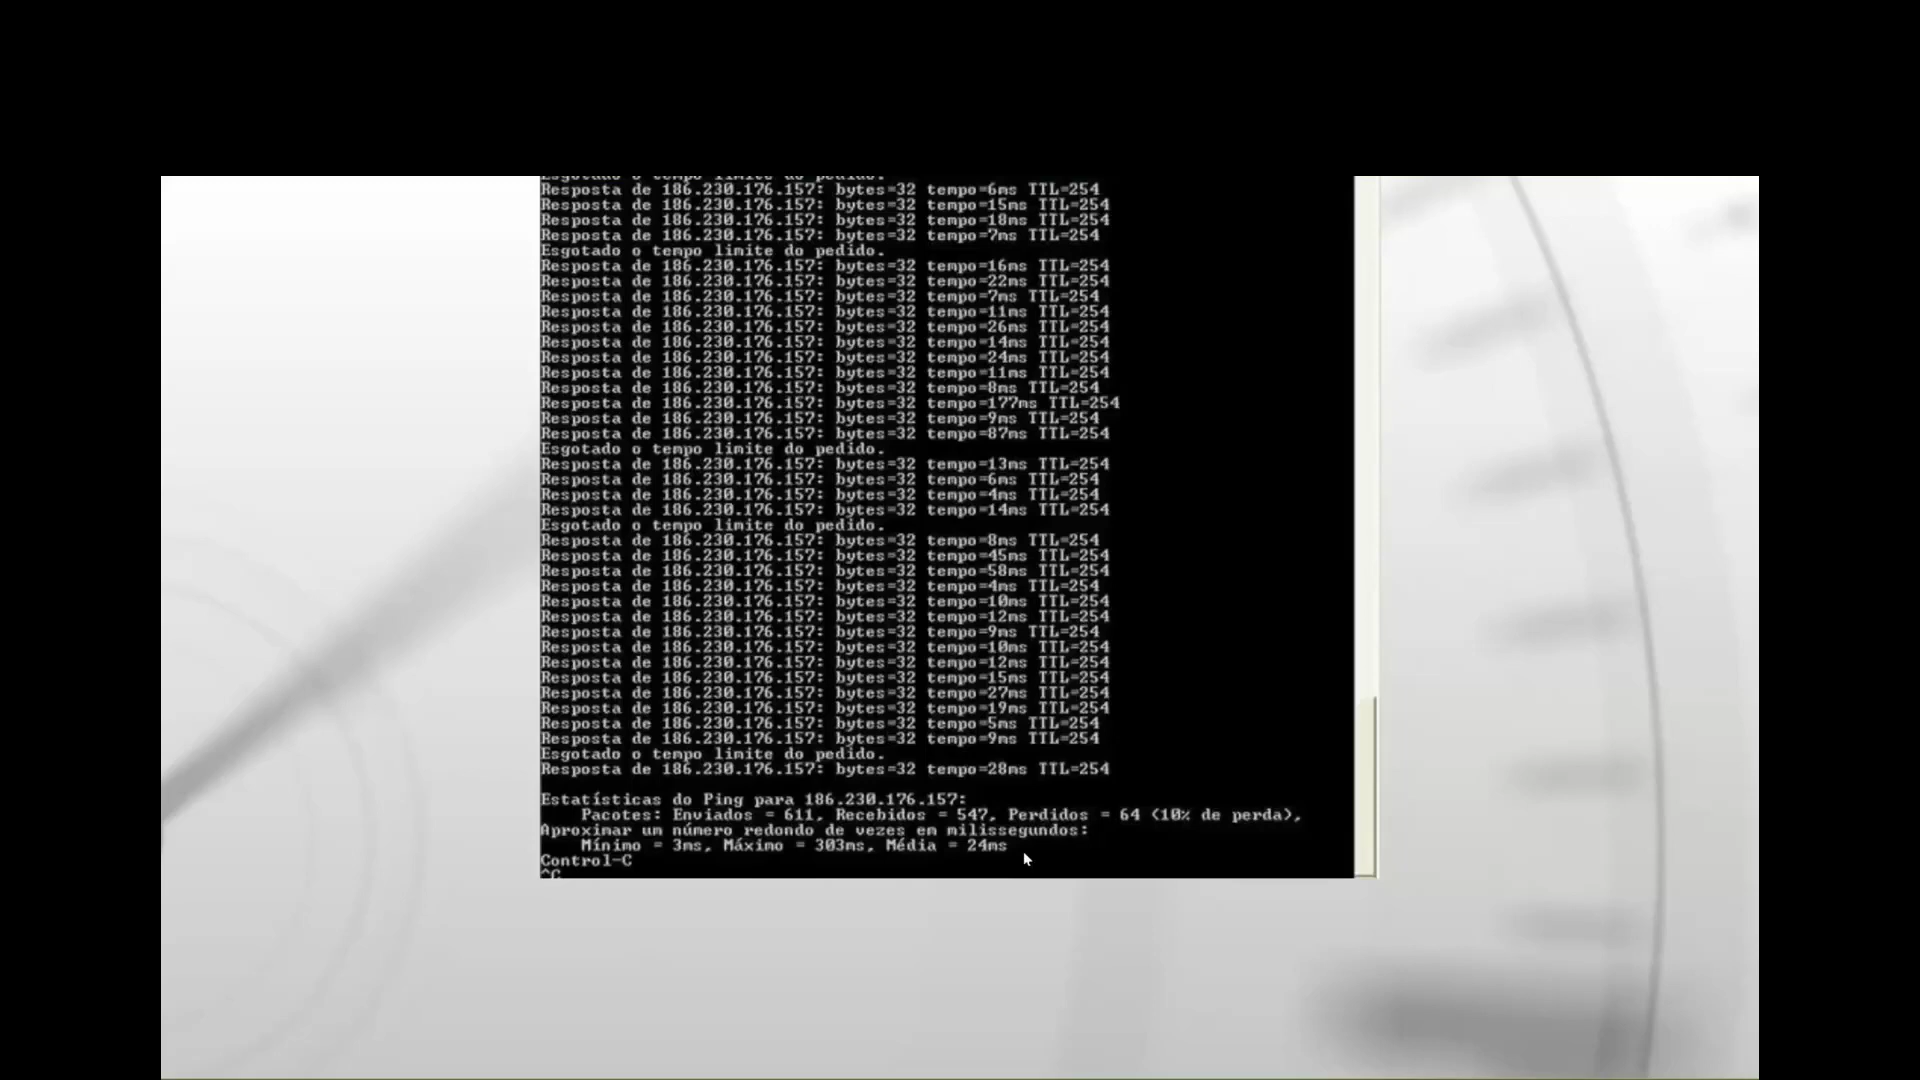 Esgotado o tempo limite do pedido.
Resposta de 186.230.176.157: bytes=32 tempo=6ms TTL=254
Resposta de 186.230.176.157: bytes=32 tempo=15ms TTL=254
Resposta de 186.230.176.157: bytes=32 tempo=18ms TTL=254
Resposta de 186.230.176.157: bytes=32 tempo=7ms TTL=254
Esgotado o tempo limite do pedido.
Resposta de 186.230.176.157: bytes=32 tempo=16ms TTL=254
Resposta de 186.230.176.157: bytes=32 tempo=22ms TTL=254
Resposta de 186.230.176.157: bytes=32 tempo=7ms TTL=254
Resposta de 186.230.176.157: bytes=32 tempo=11ms TTL=254
Resposta de 186.230.176.157: bytes=32 tempo=26ms TTL=254
Resposta de 186.230.176.157: bytes=32 tempo=14ms TTL=254
Resposta de 186.230.176.157: bytes=32 tempo=24ms TTL=254
Resposta de 186.230.176.157: bytes=32 tempo=11ms TTL=254
Resposta de 186.230.176.157: bytes=32 tempo=8ms TTL=254
Resposta de 186.230.176.157: bytes=32 tempo=177ms TTL=254
Resposta de 186.230.176.157: bytes=32 tempo=9ms TTL=254
Resposta de 186.230.176.157: bytes=32 tempo=87ms TTL=254
Esgotado o tempo limite do pedido.
Resposta de 186.230.176.157: bytes=32 tempo=13ms TTL=254
Resposta de 186.230.176.157: bytes=32 tempo=6ms TTL=254
Resposta de 186.230.176.157: bytes=32 tempo=4ms TTL=254
Resposta de 186.230.176.157: bytes=32 tempo=14ms TTL=254
Esgotado o tempo limite do pedido.
Resposta de 186.230.176.157: bytes=32 tempo=8ms TTL=254
Resposta de 186.230.176.157: bytes=32 tempo=45ms TTL=254
Resposta de 186.230.176.157: bytes=32 tempo=58ms TTL=254
Resposta de 186.230.176.157: bytes=32 tempo=4ms TTL=254
Resposta de 186.230.176.157: bytes=32 tempo=10ms TTL=254
Resposta de 186.230.176.157: bytes=32 tempo=12ms TTL=254
Resposta de 186.230.176.157: bytes=32 tempo=9ms TTL=254
Resposta de 186.230.176.157: bytes=32 tempo=10ms TTL=254
Resposta de 186.230.176.157: bytes=32 tempo=12ms TTL=254
Resposta de 186.230.176.157: bytes=32 tempo=15ms TTL=254
Resposta de 186.230.176.157: bytes=32 tempo=27ms TTL=254
Resposta de 186.230.176.157: bytes=32 tempo=19ms TTL=254
Resposta de 186.230.176.157: bytes=32 tempo=5ms TTL=254
Resposta de 186.230.176.157: bytes=32 tempo=9ms TTL=254
Esgotado o tempo limite do pedido.
Resposta de 186.230.176.157: bytes=32 tempo=28ms TTL=254
Estatísticas do Ping para 186.230.176.157:
Pacotes: Enviados = 611, Recebidos = 547, Perdidos = 64 (10% de perda),
Aproximar um número redondo de vezes em milissegundos:
Mínimo = 3ms, Máximo = 303ms, Média = 24ms
Control-C
^C